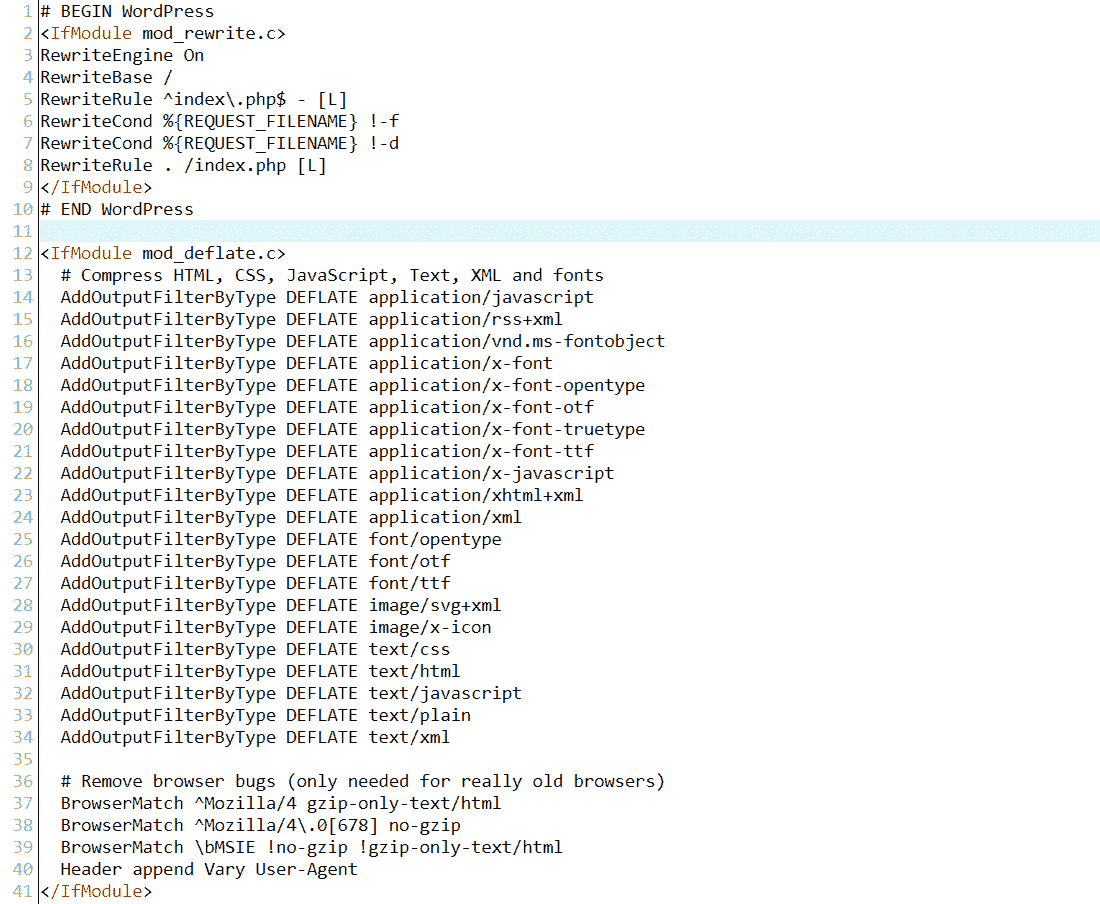 1 # BEGIN WordPress
2 <IfModule mod_rewrite.c>
3 RewriteEngine On
4 RewriteBase /
5 RewriteRule ^index\.php$ - [L]
6 RewriteCond %{REQUEST_FILENAME} !-f
7 RewriteCond %{REQUEST_FILENAME} !-d
8 RewriteRule . /index.php [L]
9 </IfModule>
10 # END WordPress
11
12 <IfModule mod_deflate.c>
13   # Compress HTML, CSS, JavaScript, Text, XML and fonts
14   AddOutputFilterByType DEFLATE application/javascript
15   AddOutputFilterByType DEFLATE application/rss+xml
16   AddOutputFilterByType DEFLATE application/vnd.ms-fontobject
17   AddOutputFilterByType DEFLATE application/x-font
18   AddOutputFilterByType DEFLATE application/x-font-opentype
19   AddOutputFilterByType DEFLATE application/x-font-otf
20   AddOutputFilterByType DEFLATE application/x-font-truetype
21   AddOutputFilterByType DEFLATE application/x-font-ttf
22   AddOutputFilterByType DEFLATE application/x-javascript
23   AddOutputFilterByType DEFLATE application/xhtml+xml
24   AddOutputFilterByType DEFLATE application/xml
25   AddOutputFilterByType DEFLATE font/opentype
26   AddOutputFilterByType DEFLATE font/otf
27   AddOutputFilterByType DEFLATE font/ttf
28   AddOutputFilterByType DEFLATE image/svg+xml
29   AddOutputFilterByType DEFLATE image/x-icon
30   AddOutputFilterByType DEFLATE text/css
31   AddOutputFilterByType DEFLATE text/html
32   AddOutputFilterByType DEFLATE text/javascript
33   AddOutputFilterByType DEFLATE text/plain
34   AddOutputFilterByType DEFLATE text/xml
35
36   # Remove browser bugs (only needed for really old browsers)
37   BrowserMatch ^Mozilla/4 gzip-only-text/html
38   BrowserMatch ^Mozilla/4\.0[678] no-gzip
39   BrowserMatch \bMSIE !no-gzip !gzip-only-text/html
40   Header append Vary User-Agent
41 </IfModule>